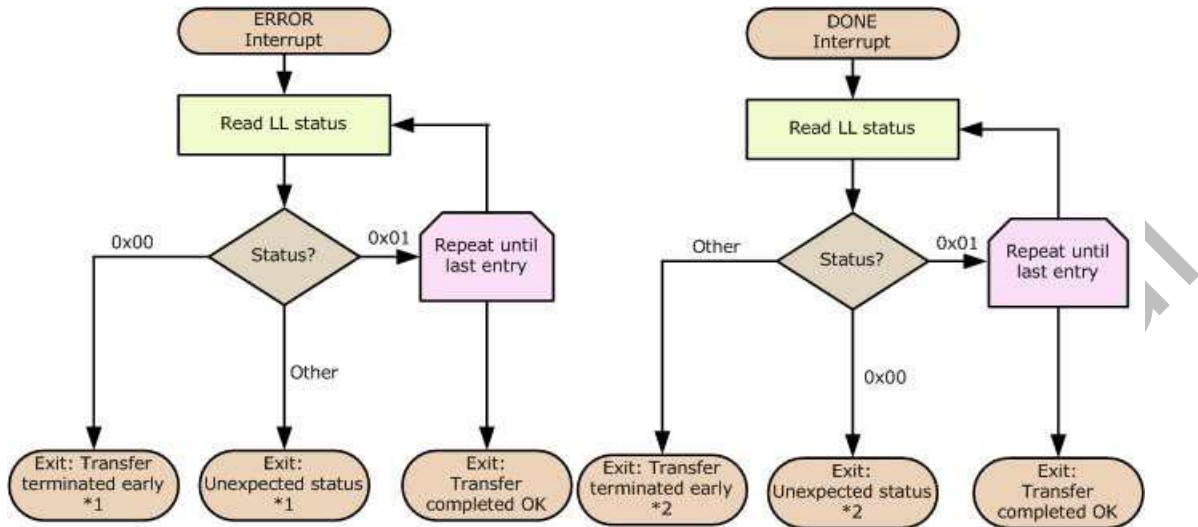 ERROR
Interrupt
Read LL status
Status?
0x00
0x01
Repeat until
last entry
Other
Exit: Transfer
terminated early
*1
Exit:
Unexpected status
*1
Exit:
Transfer
completed OK
DONE
Interrupt
Read LL status
Other
Status?
0x01
Repeat until
last entry
0x00
Exit: Transfer
terminated early
*2
Exit:
Unexpected status
*2
Exit:
Transfer
completed OK